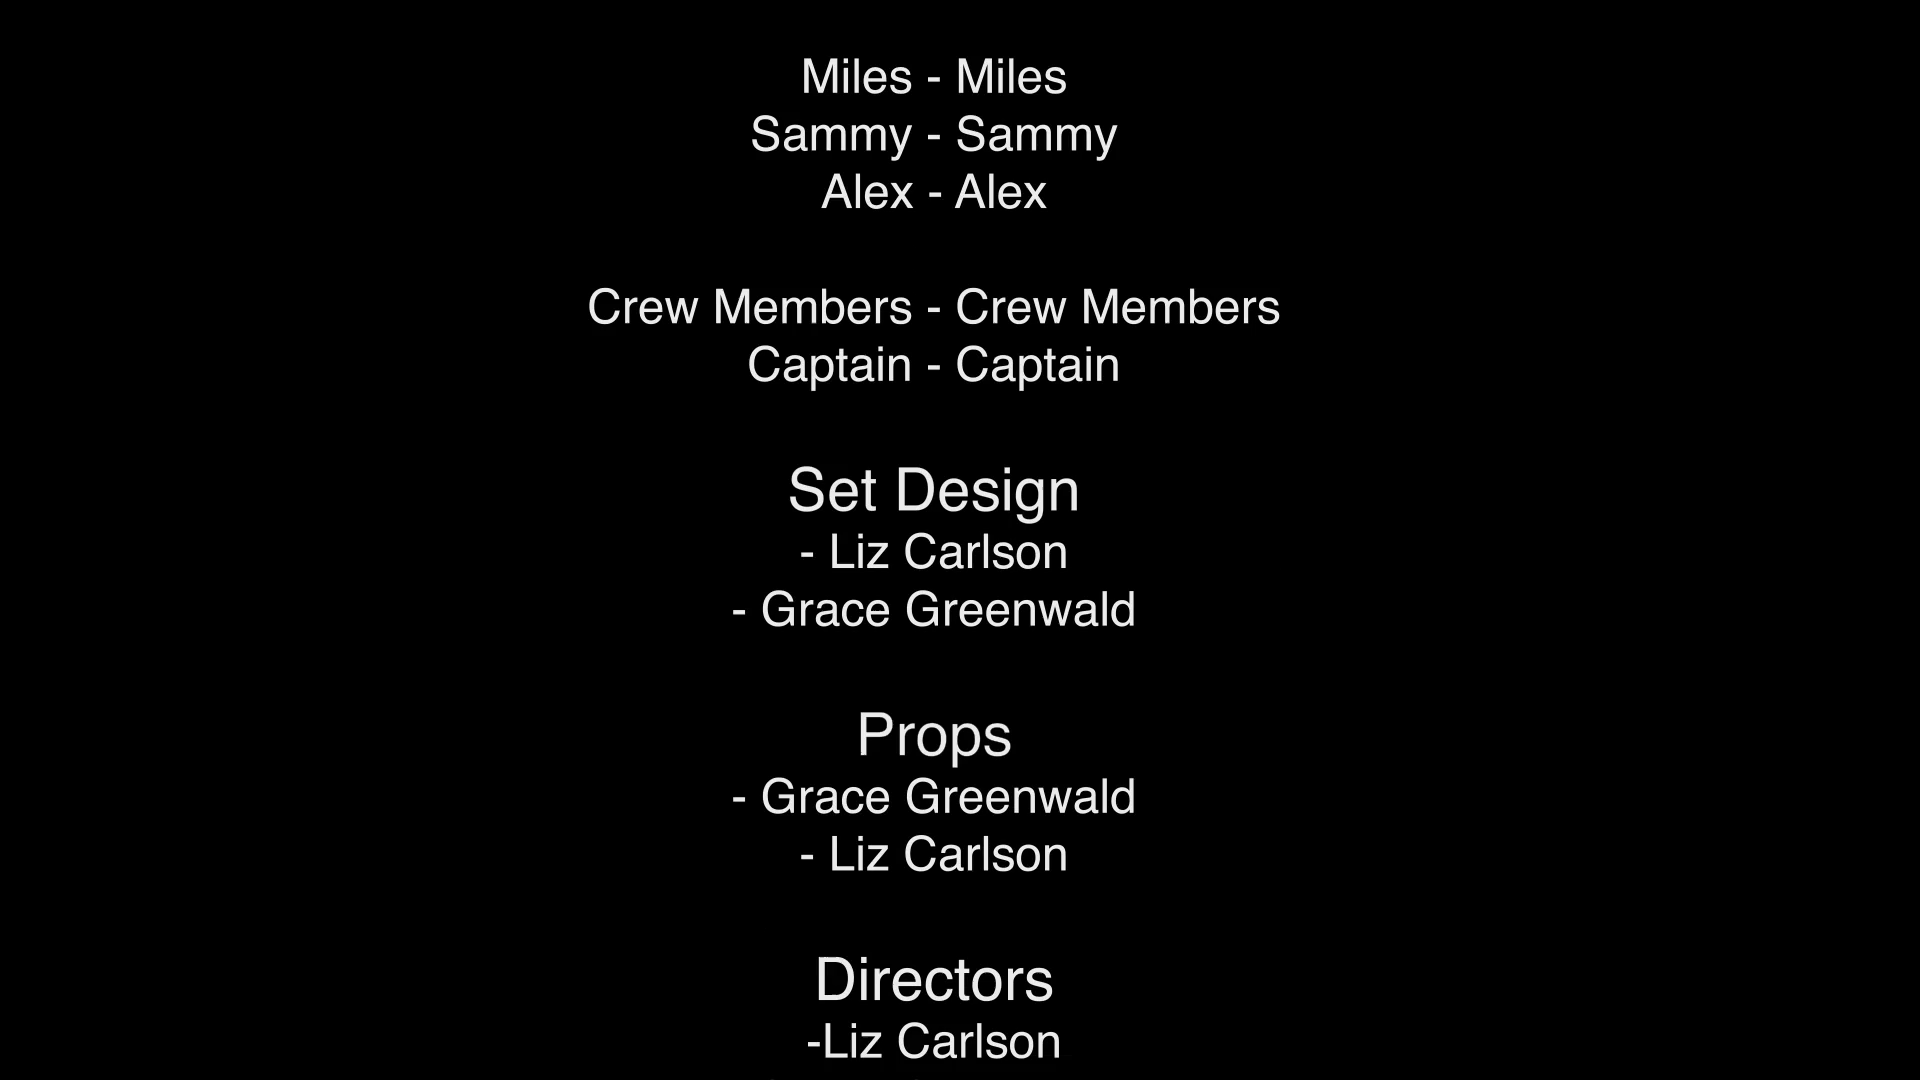 Miles - Miles
Sammy - Sammy
Alex - Alex
Crew Members - Crew Members
Captain - Captain
Set Design
- Liz Carlson
- Grace Greenwald
Props
- Grace Greenwald
- Liz Carlson
Directors
-Liz Carlson